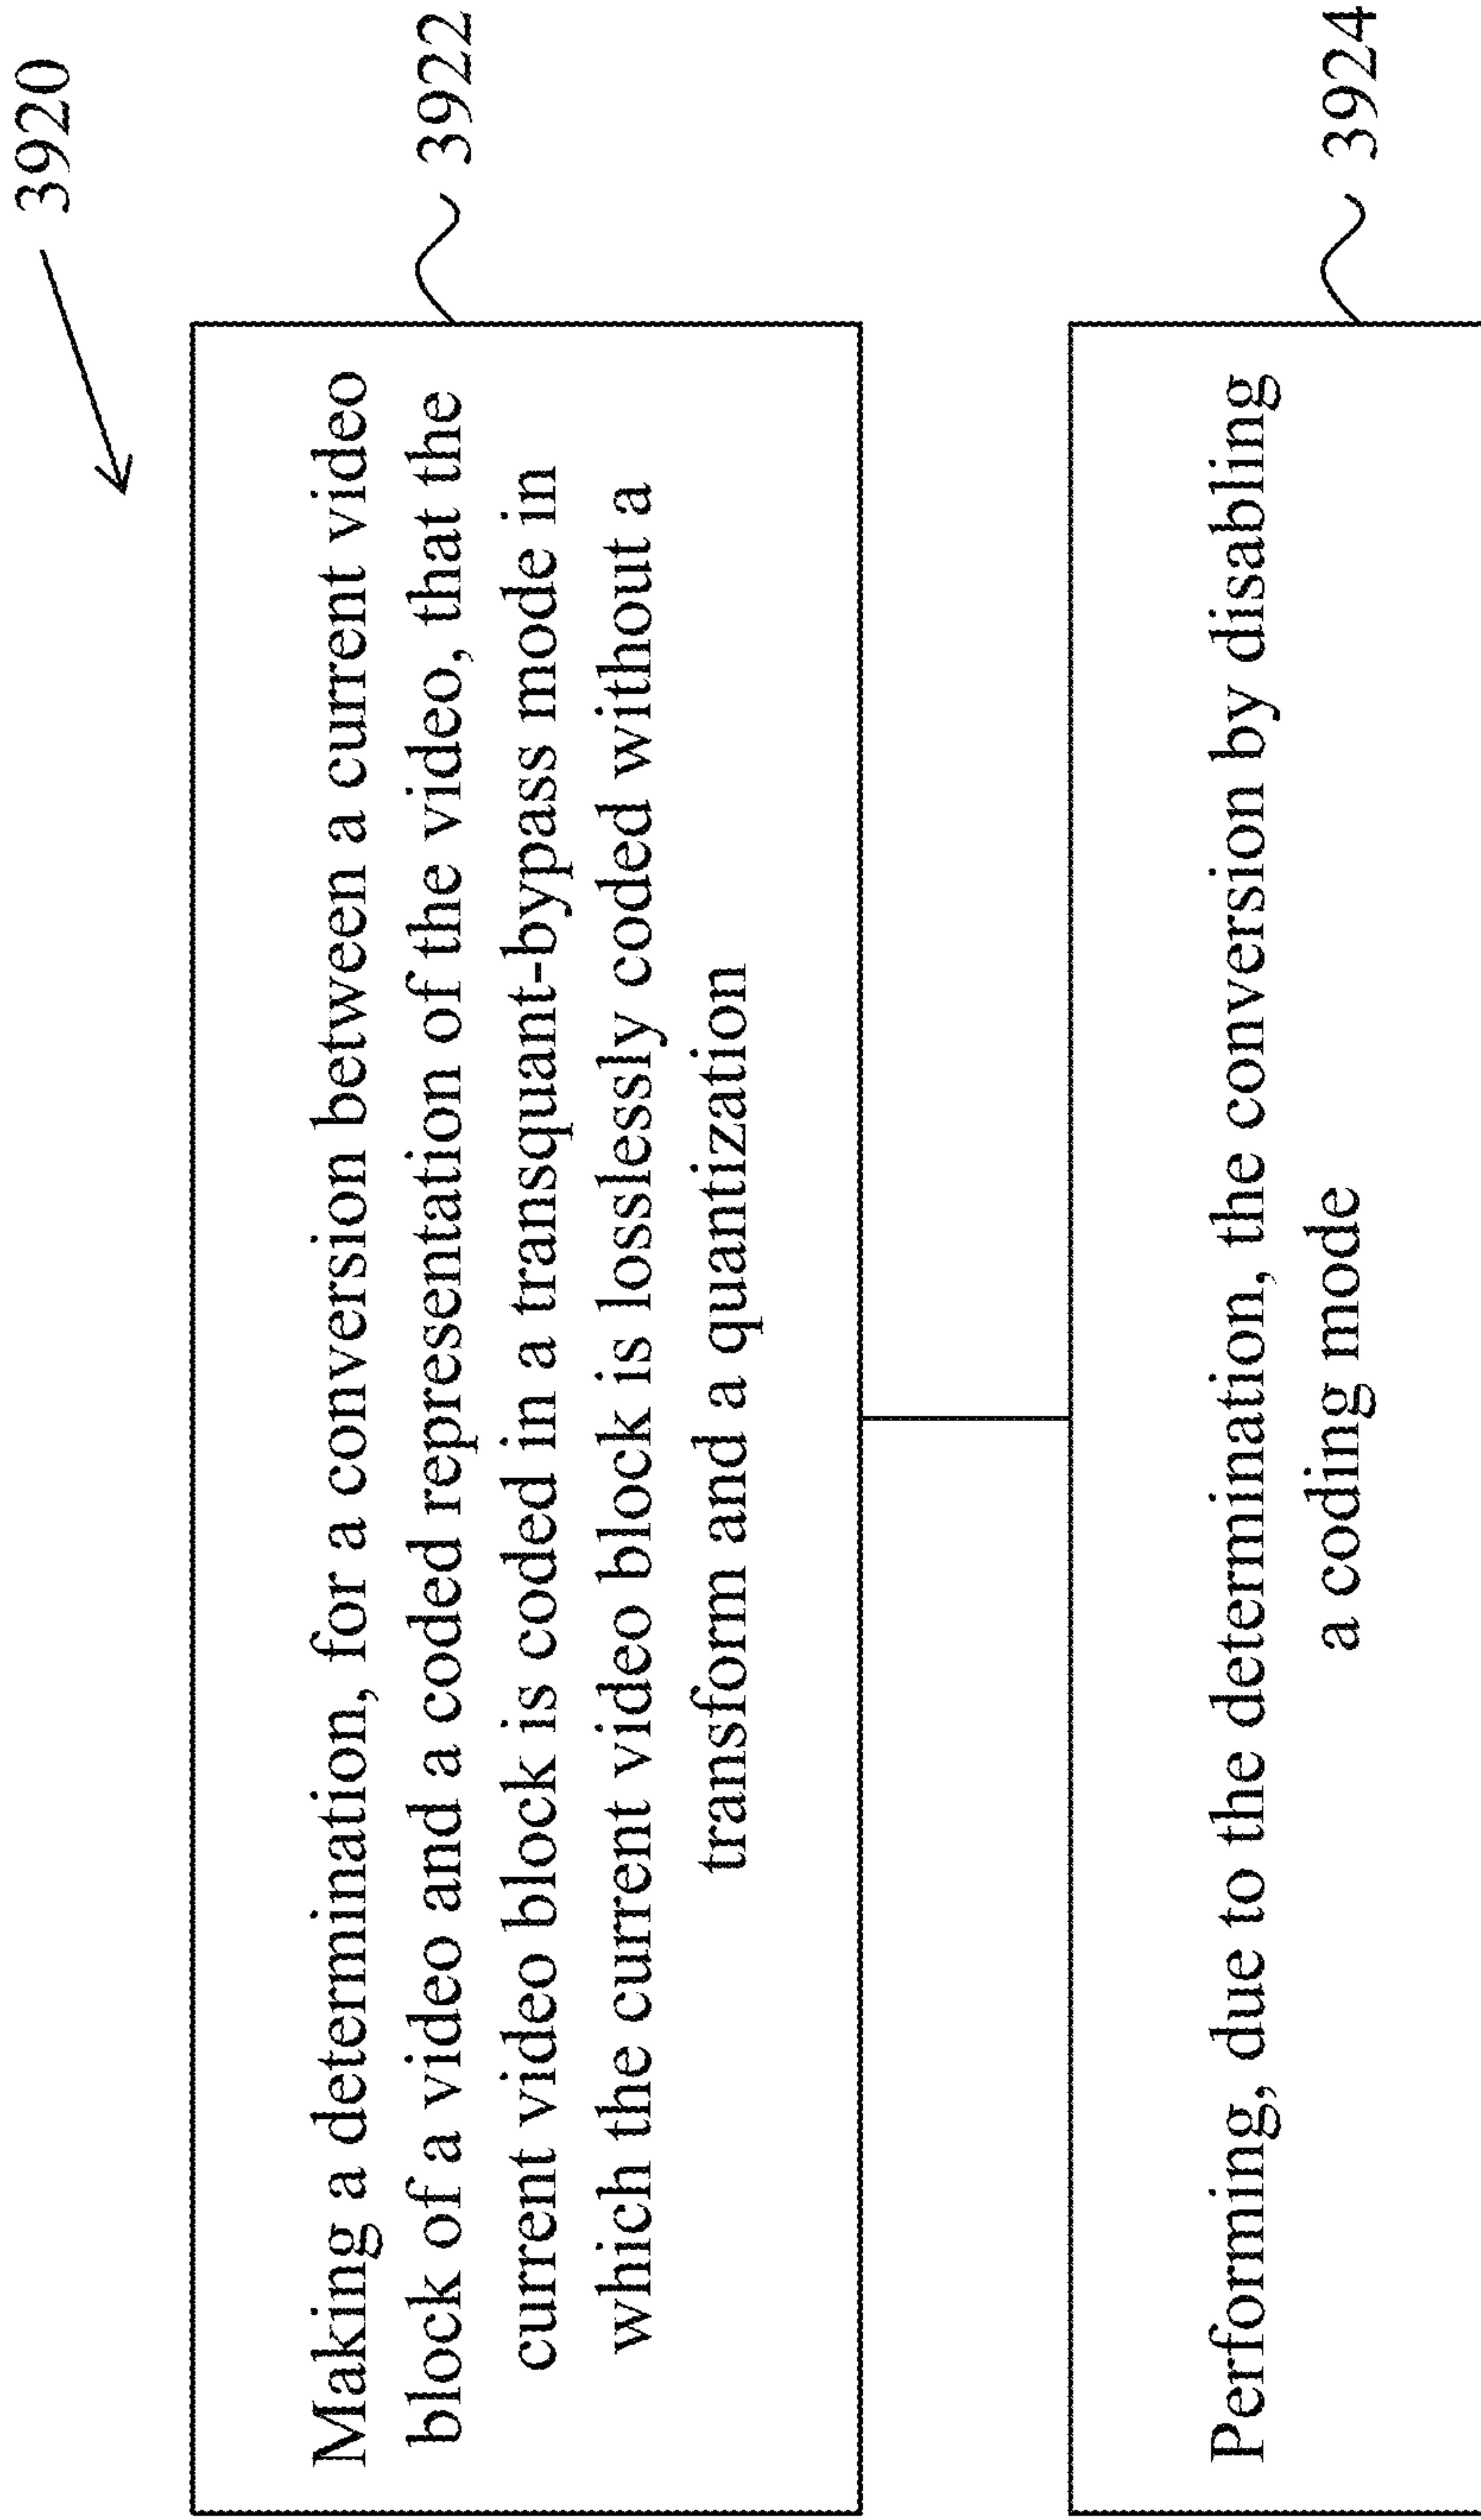 3920
Making a determination, for a conversion between a current video
block of a video and a coded representation of the video, that the
current video block is coded in a transquant-bypass mode in
which the current video block is losslessly coded without a
transform and a quantization
3922
Performing, due to the determination, the conversion by disabling
a coding mode
3924